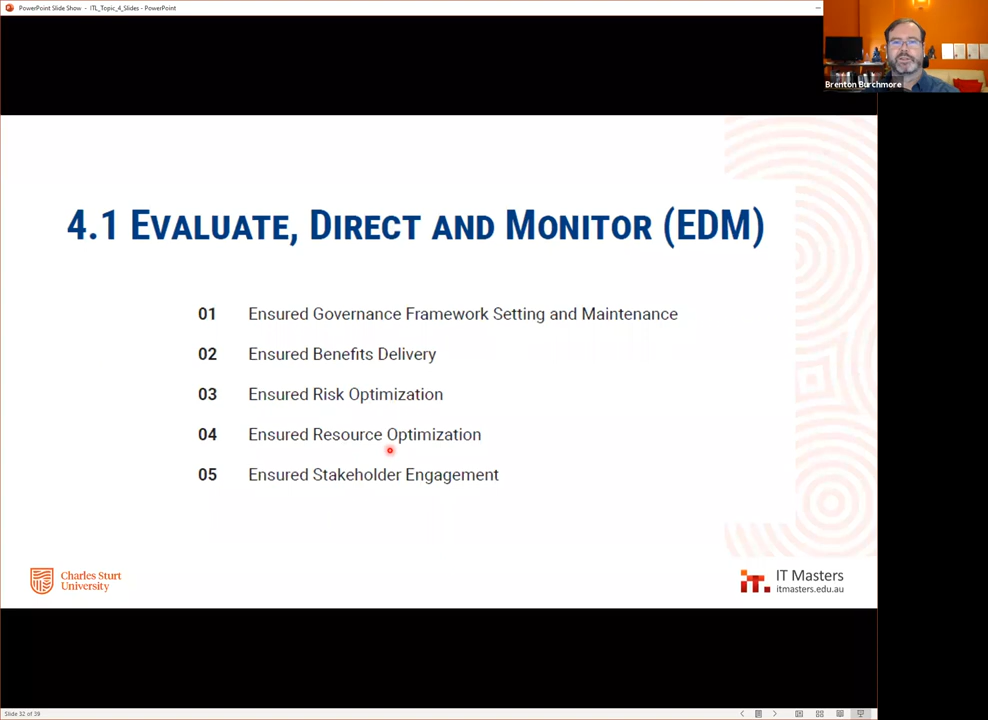 PowerPoint Slide Show - ITL_Topic_4_Slides - PowerPoint
Brenton Burchmore
4.1 EVALUATE, DIRECT AND MONITOR (EDM)
01 Ensured Governance Framework Setting and Maintenance
02 Ensured Benefits Delivery
03 Ensured Risk Optimization
04 Ensured Resource Optimization
05 Ensured Stakeholder Engagement
Charles Sturt
University
IT Masters
itmasters.edu.au
Slide 32 of 39